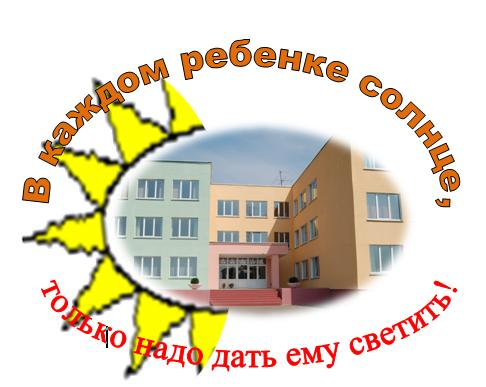 В каждом ребенке солнце,
только надо дать ему светить!